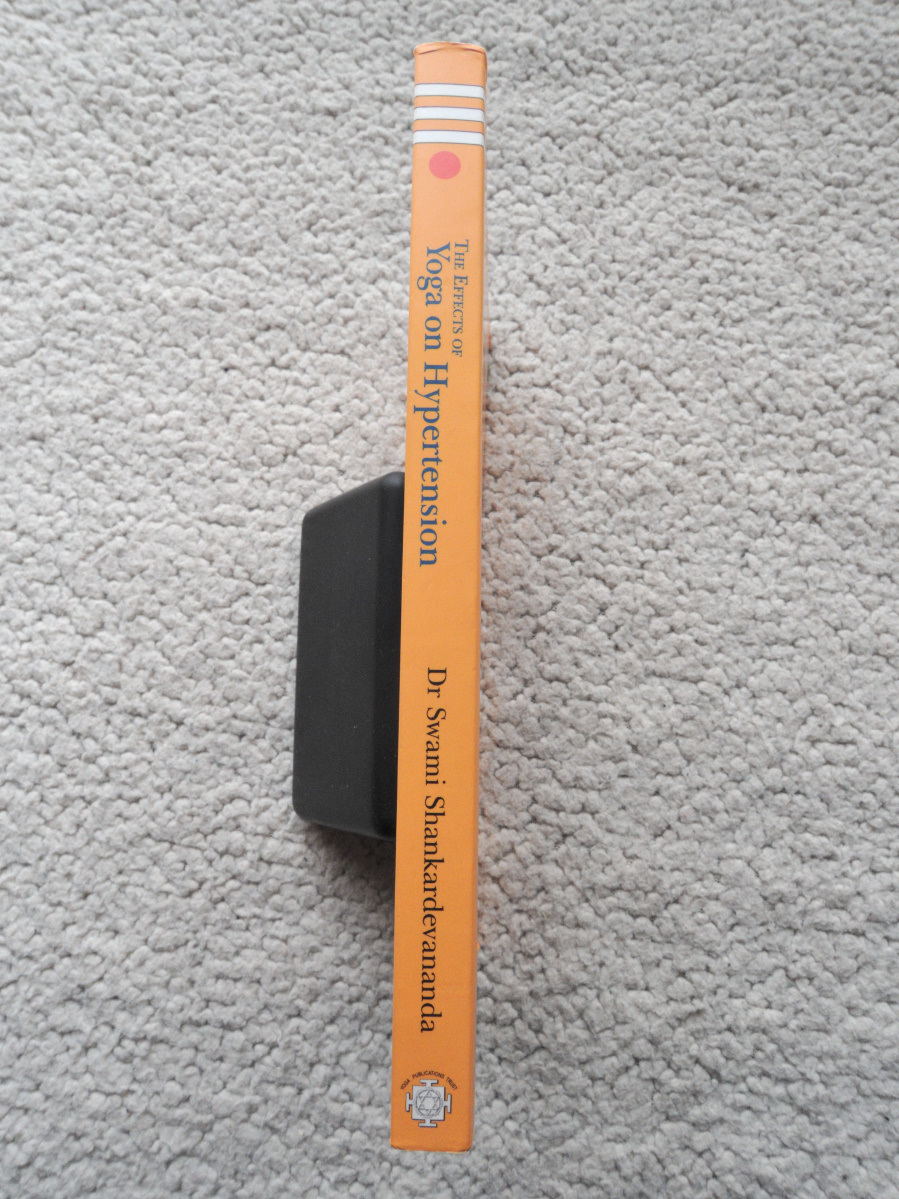 THE EFFECTS OF
Yoga on Hypertension
Dr Swami Shankardevananda
YOGA PUBLICATIONS TRUST